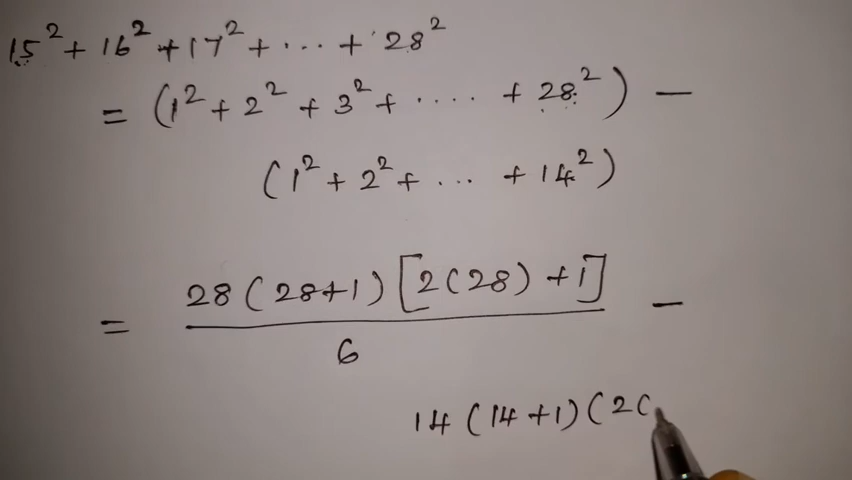 15² + 16² + 17² + ... + 28²
= (1² + 2² + 3² + .... + 28²) —
(1² + 2² + ... + 14²)
= 28(28+1)[2(28)+1] / 6 —
14(14+1)(2(